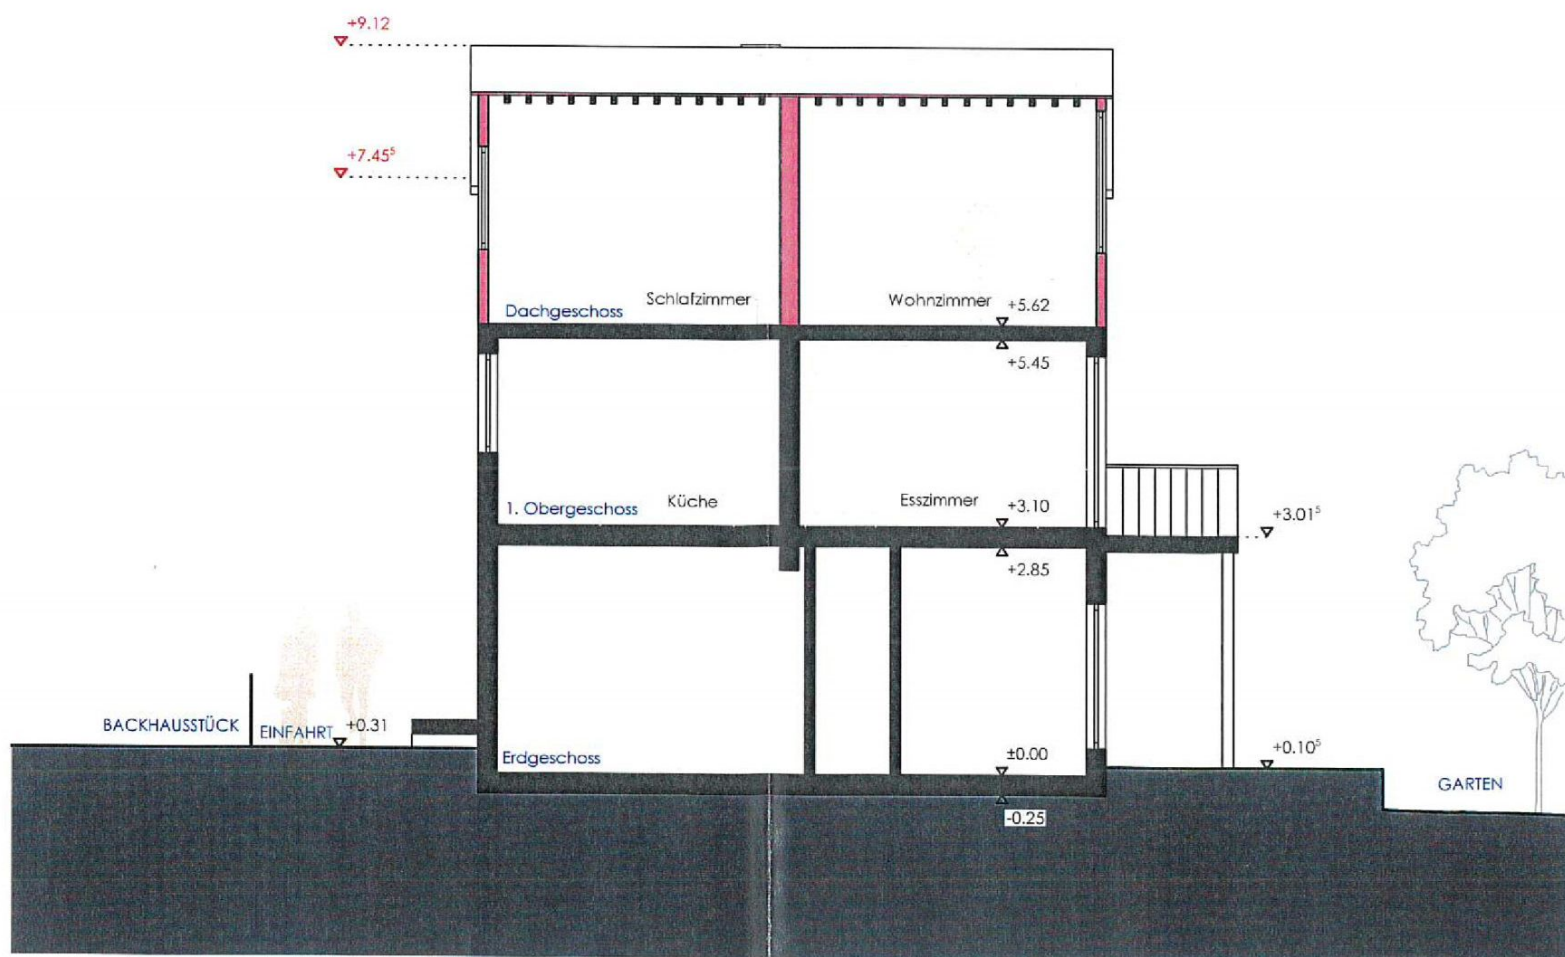 +9.12
+7.45⁵
Schlafzimmer
Wohnzimmer
+5.62
Dachgeschoss
+5.45
Küche
Esszimmer
+3.10
1. Obergeschoss
+3.01⁵
+2.85
BACKHAUSSTÜCK
EINFAHRT
+0.31
Erdgeschoss
±0.00
+0.10⁵
GARTEN
-0.25